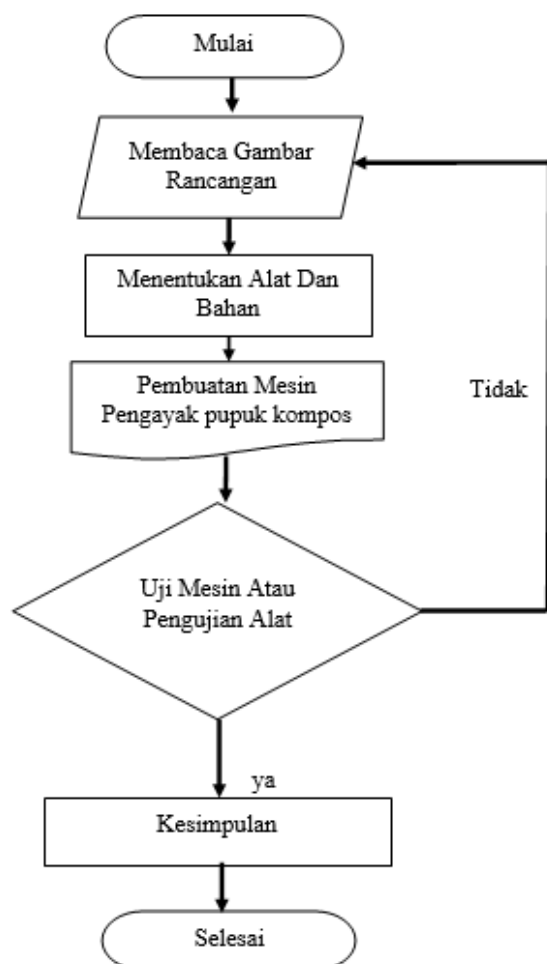 Mulai
Membaca Gambar
Rancangan
Menentukan Alat Dan
Bahan
Pembuatan Mesin
Pengayak pupuk kompos
Tidak
Uji Mesin Atau
Pengujian Alat
ya
Kesimpulan
Selesai